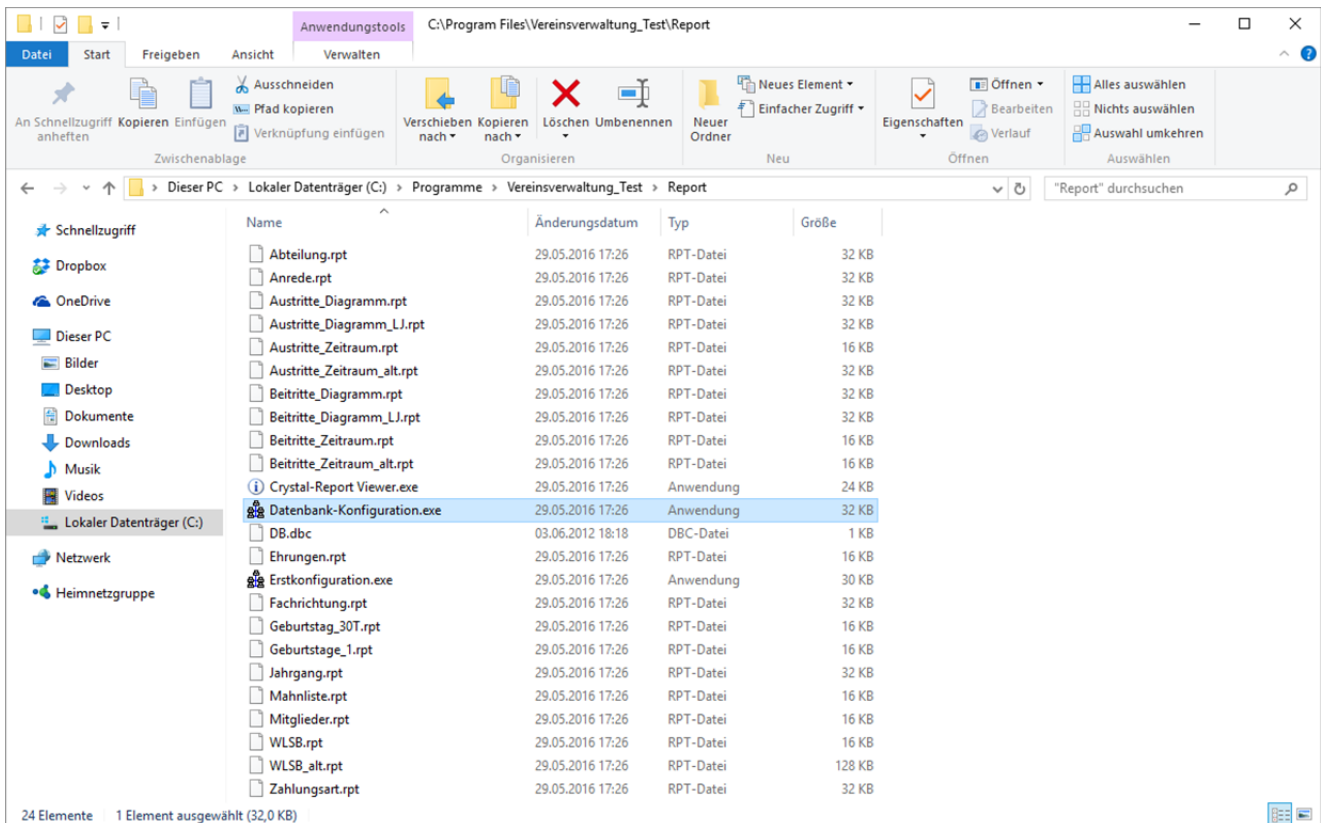 Anwendungstools C:\Program Files\Vereinsverwaltung_Test\Report
Datei Start Freigeben Ansicht Verwalten
An Schnellzugriff anheften
Kopieren
Einfügen
Ausschneiden
Pfad kopieren
Verknüpfung einfügen
Zwischenablage
Verschieben nach
Kopieren nach
Löschen
Umbenennen
Organisieren
Neuer Ordner
Neues Element
Einfacher Zugriff
Neu
Eigenschaften
Öffnen
Bearbeiten
Verlauf
Öffnen
Alles auswählen
Nichts auswählen
Auswahl umkehren
Auswählen
Dieser PC > Lokaler Datenträger (C:) > Programme > Vereinsverwaltung_Test > Report
"Report" durchsuchen
Schnellzugriff
Dropbox
OneDrive
Dieser PC
Bilder
Desktop
Dokumente
Downloads
Musik
Videos
Lokaler Datenträger (C:)
Netzwerk
Heimnetzgruppe
Name Änderungsdatum Typ Größe
Abteilung.rpt 29.05.2016 17:26 RPT-Datei 32 KB
Anrede.rpt 29.05.2016 17:26 RPT-Datei 32 KB
Austritte_Diagramm.rpt 29.05.2016 17:26 RPT-Datei 32 KB
Austritte_Diagramm_LJ.rpt 29.05.2016 17:26 RPT-Datei 32 KB
Austritte_Zeitraum.rpt 29.05.2016 17:26 RPT-Datei 16 KB
Austritte_Zeitraum_alt.rpt 29.05.2016 17:26 RPT-Datei 32 KB
Beitritte_Diagramm.rpt 29.05.2016 17:26 RPT-Datei 32 KB
Beitritte_Diagramm_LJ.rpt 29.05.2016 17:26 RPT-Datei 32 KB
Beitritte_Zeitraum.rpt 29.05.2016 17:26 RPT-Datei 16 KB
Beitritte_Zeitraum_alt.rpt 29.05.2016 17:26 RPT-Datei 16 KB
Crystal-Report Viewer.exe 29.05.2016 17:26 Anwendung 24 KB
Datenbank-Konfiguration.exe 29.05.2016 17:26 Anwendung 32 KB
DB.dbc 03.06.2012 18:18 DBC-Datei 1 KB
Ehrungen.rpt 29.05.2016 17:26 RPT-Datei 16 KB
Erstkonfiguration.exe 29.05.2016 17:26 Anwendung 30 KB
Fachrichtung.rpt 29.05.2016 17:26 RPT-Datei 32 KB
Geburtstag_30T.rpt 29.05.2016 17:26 RPT-Datei 16 KB
Geburtstage_1.rpt 29.05.2016 17:26 RPT-Datei 16 KB
Jahrgang.rpt 29.05.2016 17:26 RPT-Datei 32 KB
Mahnliste.rpt 29.05.2016 17:26 RPT-Datei 16 KB
Mitglieder.rpt 29.05.2016 17:26 RPT-Datei 16 KB
WLSB.rpt 29.05.2016 17:26 RPT-Datei 16 KB
WLSB_alt.rpt 29.05.2016 17:26 RPT-Datei 128 KB
Zahlungsart.rpt 29.05.2016 17:26 RPT-Datei 32 KB
24 Elemente 1 Element ausgewählt (32,0 KB)